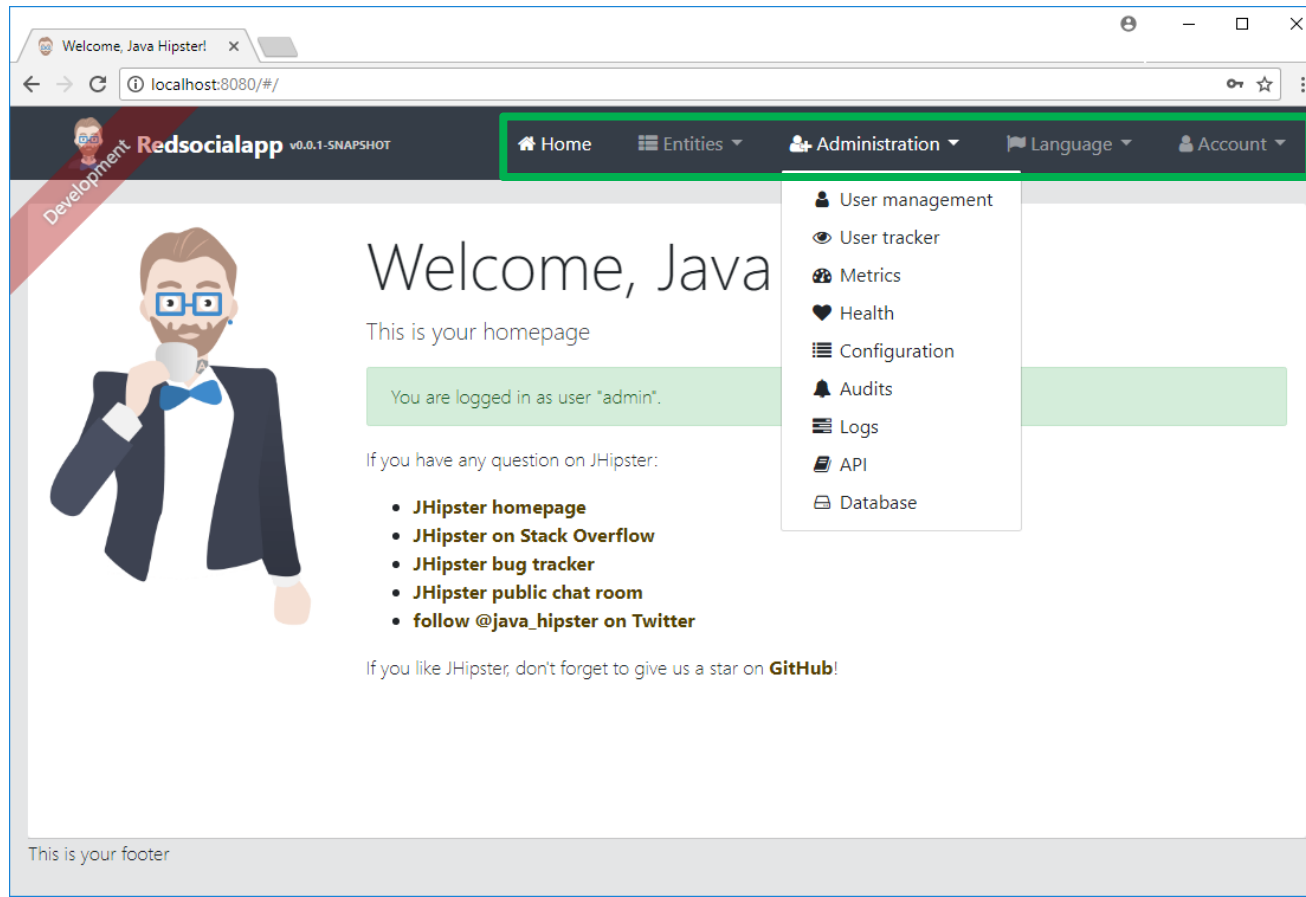 Welcome, Java Hipster!
localhost:8080/#/
Development
Redsocialapp v0.0.1-SNAPSHOT
Home Entities Administration Language Account
User management
User tracker
Metrics
Health
Configuration
Audits
Logs
API
Database
Welcome, Java
This is your homepage
You are logged in as user "admin".
If you have any question on JHipster:
JHipster homepage
JHipster on Stack Overflow
JHipster bug tracker
JHipster public chat room
follow @java_hipster on Twitter
If you like JHipster, don't forget to give us a star on GitHub!
This is your footer